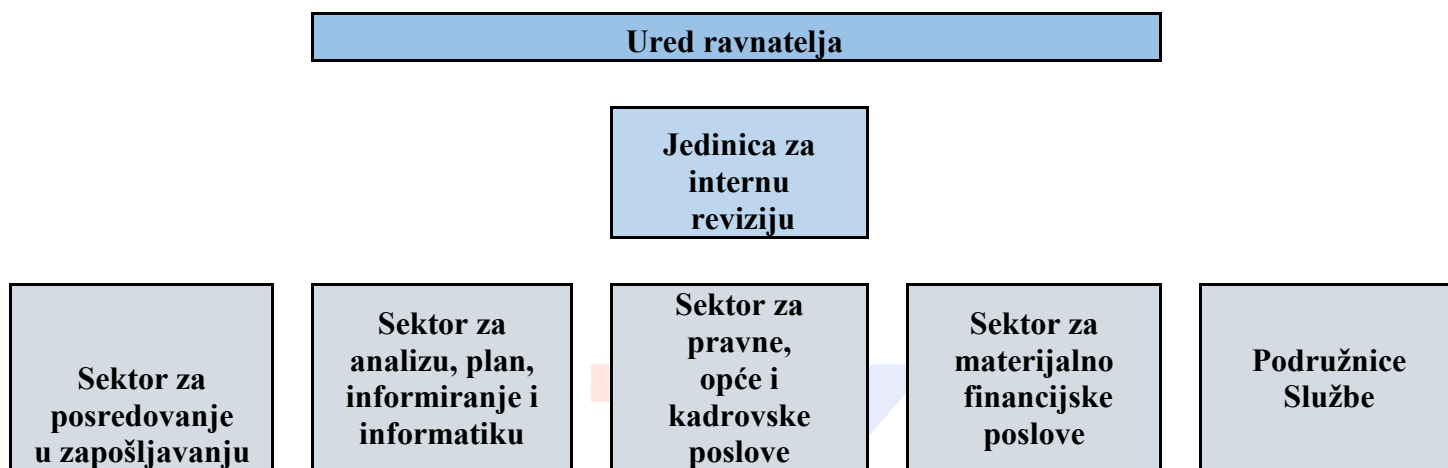 Ured ravnatelja
Jedinica za
internu
reviziju
Sektor za
posredovanje
u zapošljavanju
Sektor za
analizu, plan,
informiranje i
informatiku
Sektor za
pravne,
opće i
kadrovske
poslove
Sektor za
materijalno
financijske
poslove
Podružnice
Službe